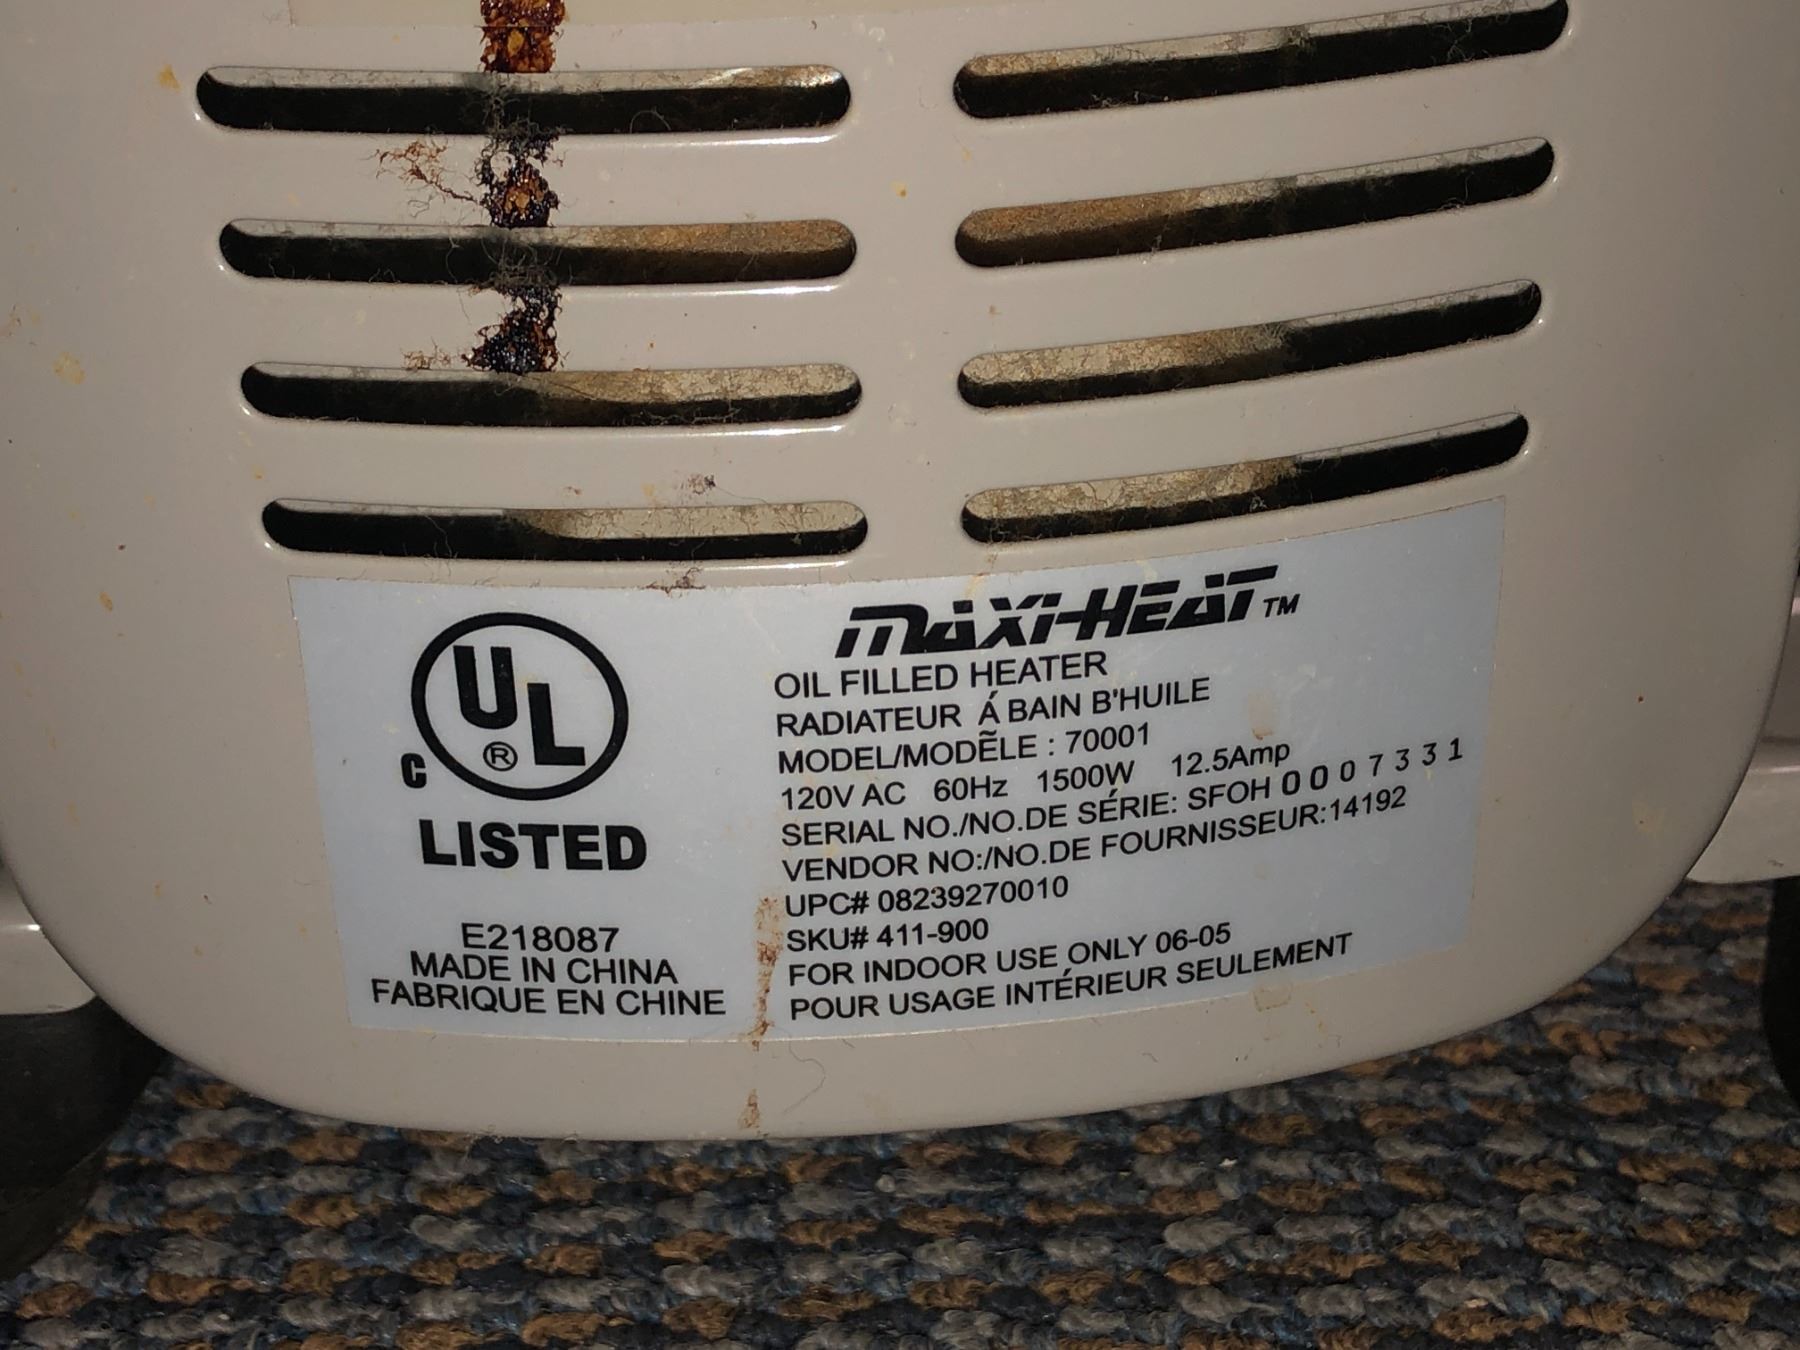 C UL ®
LISTED
E218087
MADE IN CHINA
FABRIQUE EN CHINE
MAXI-HEAT™
OIL FILLED HEATER
RADIATEUR Á BAIN B'HUILE
MODEL/MODẼLE : 70001
120V AC 60Hz 1500W 12.5Amp
SERIAL NO./NO.DE SÉRIE: SFOH 0007331
VENDOR NO:/NO.DE FOURNISSEUR:14192
UPC# 08239270010
SKU# 411-900
FOR INDOOR USE ONLY 06-05
POUR USAGE INTÉRIEUR SEULEMENT